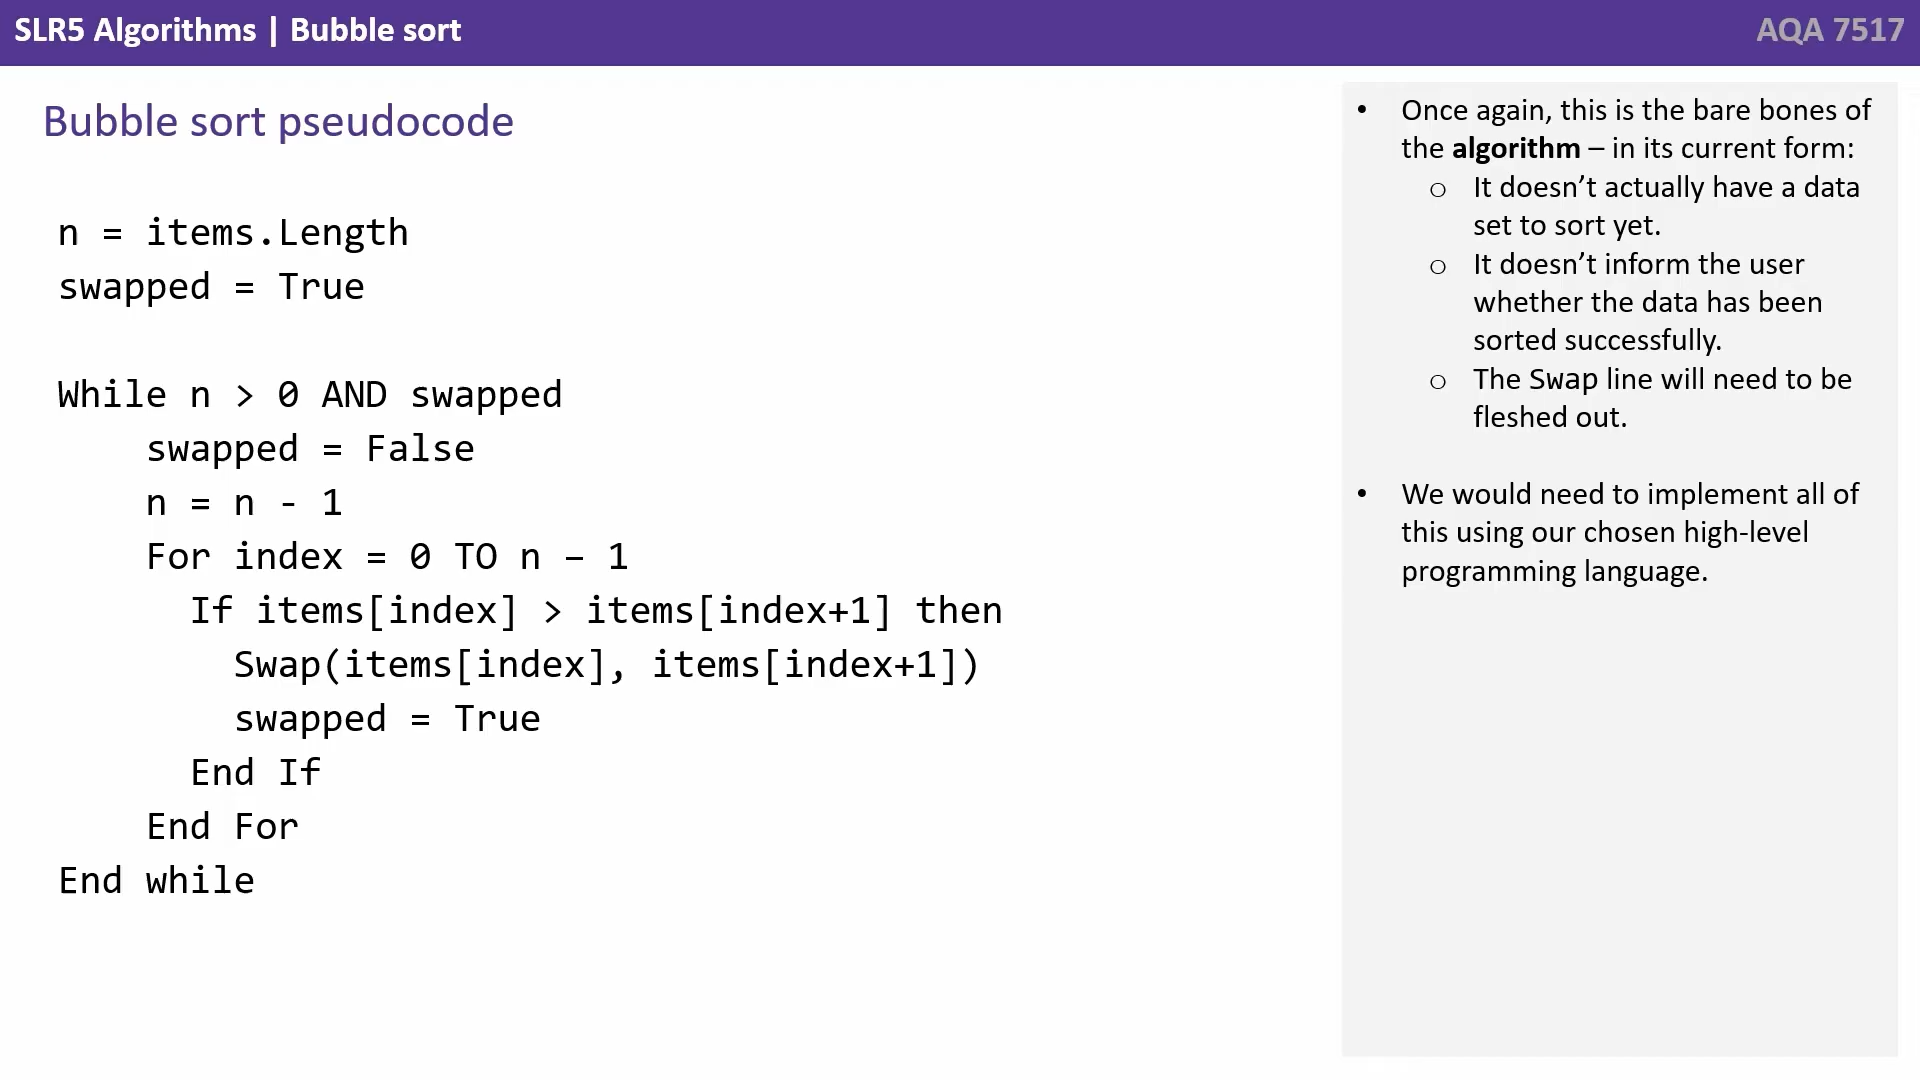 SLR5 Algorithms | Bubble sort
AQA 7517
Bubble sort pseudocode
n = items.Length
swapped = True
While n > 0 AND swapped
swapped = False
n = n - 1
For index = 0 TO n – 1
If items[index] > items[index+1] then
Swap(items[index], items[index+1])
swapped = True
End If
End For
End while
• Once again, this is the bare bones of
the algorithm – in its current form:
o It doesn’t actually have a data
set to sort yet.
o It doesn’t inform the user
whether the data has been
sorted successfully.
o The Swap line will need to be
fleshed out.
• We would need to implement all of
this using our chosen high-level
programming language.